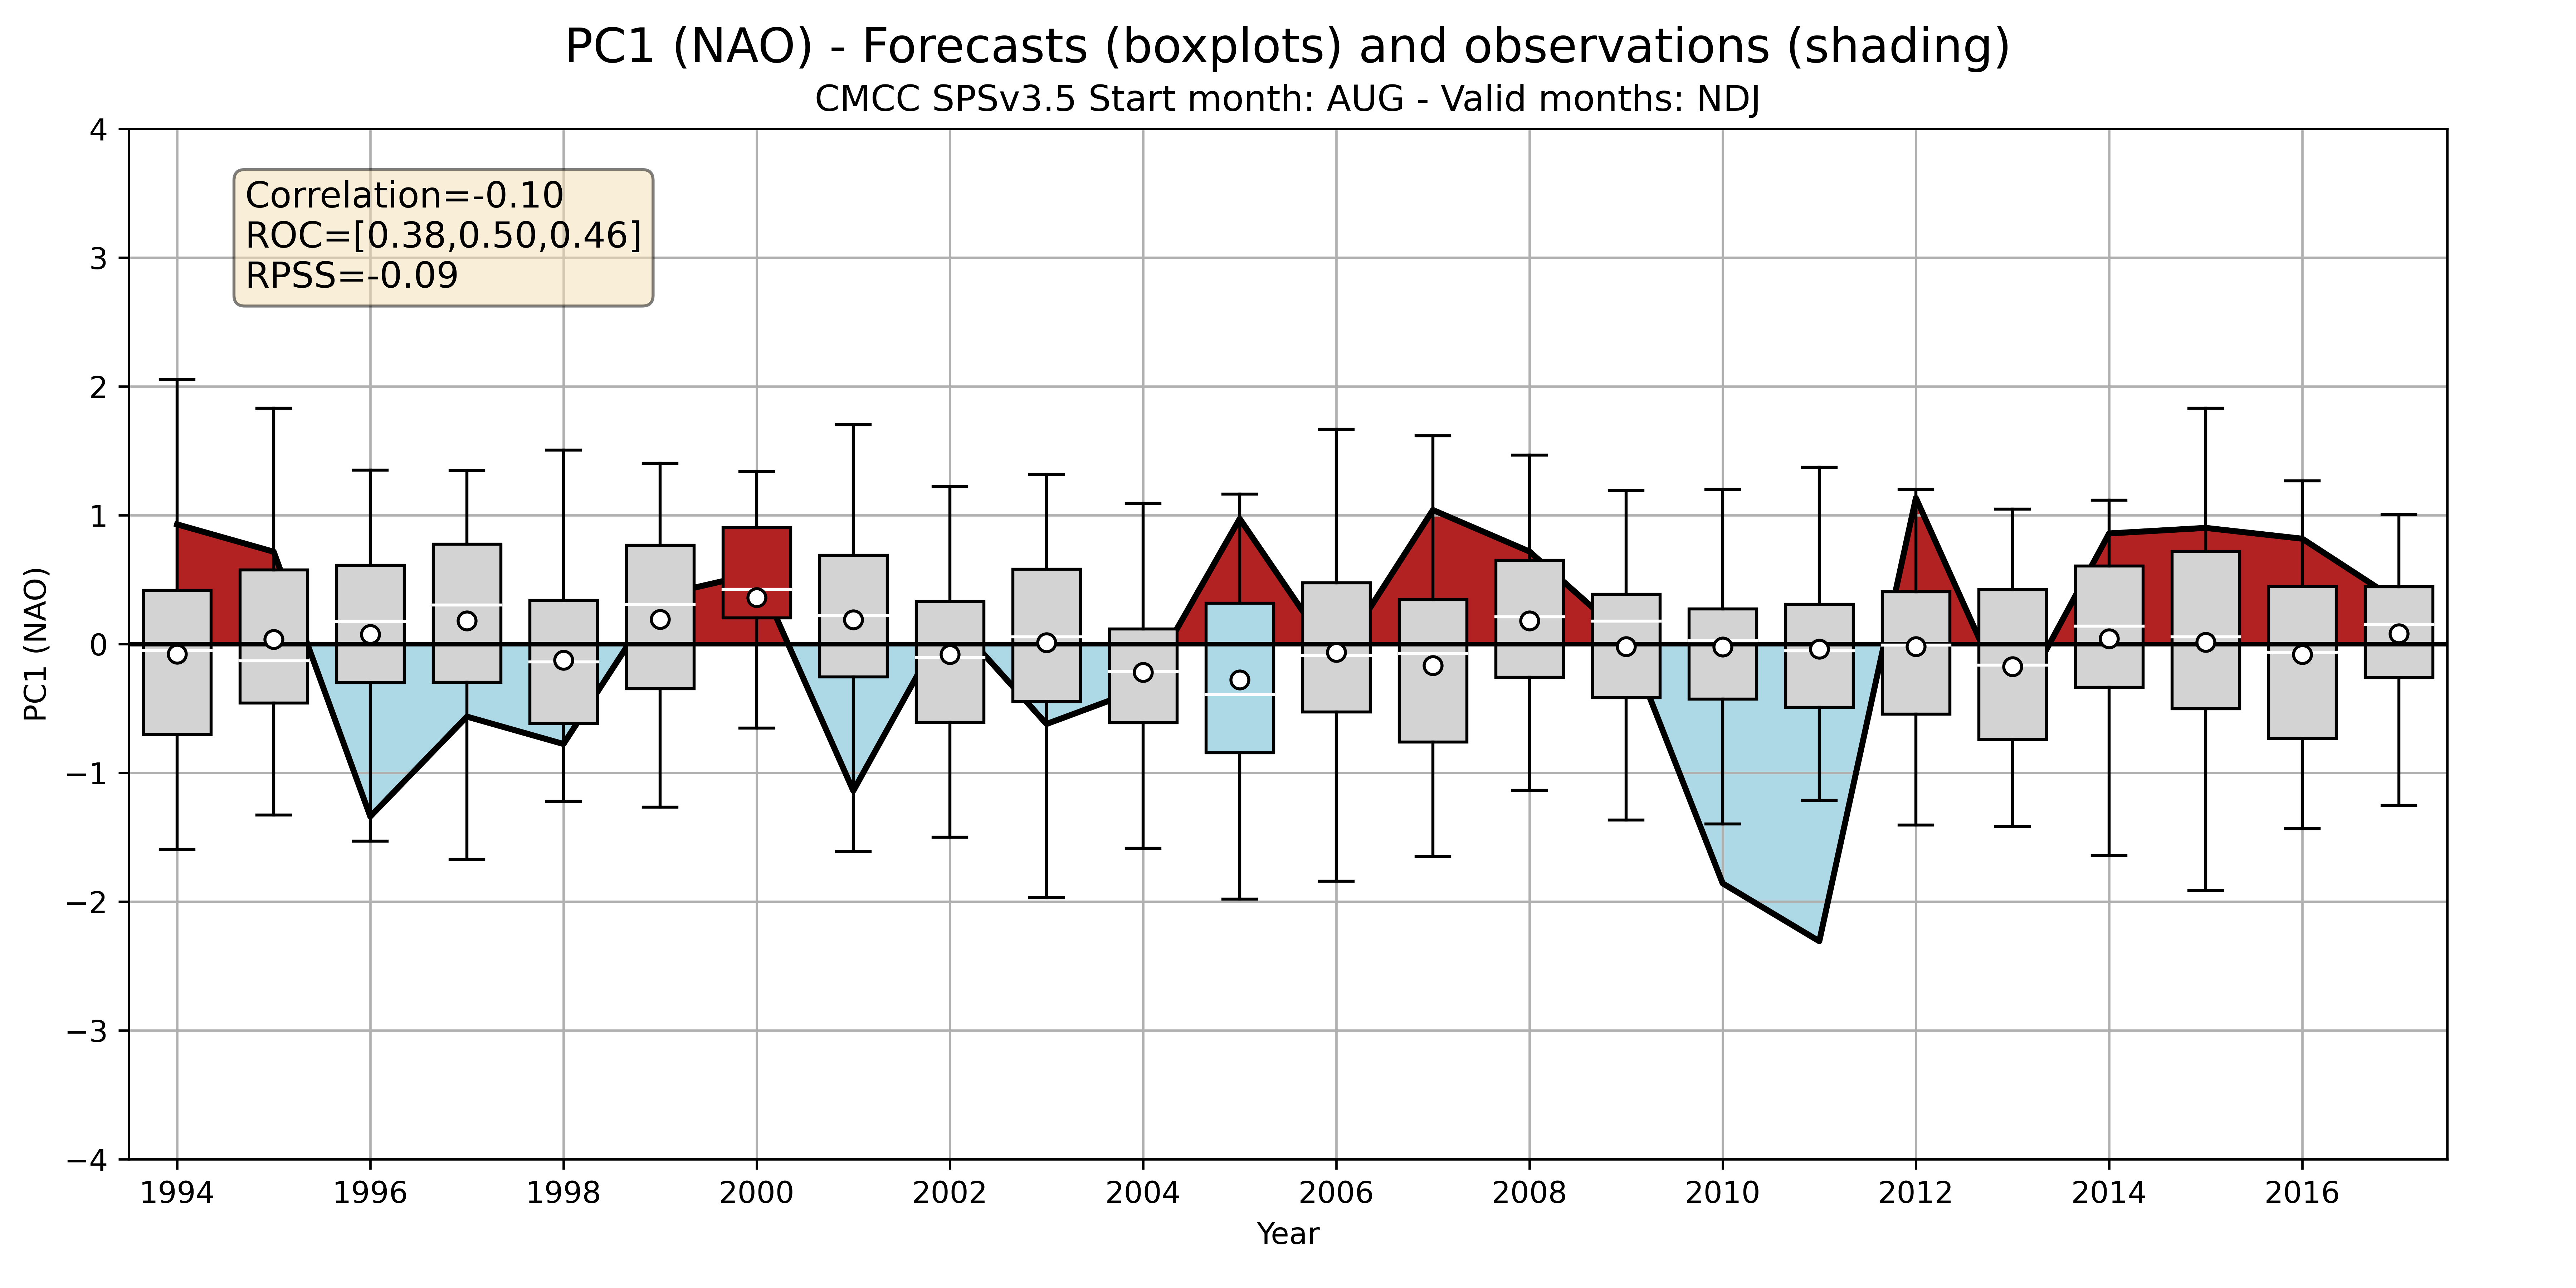 PC1 (NAO) - Forecasts (boxplots) and observations (shading)
CMCC SPSv3.5 Start month: AUG - Valid months: NDJ
Correlation=-0.10
ROC=[0.38,0.50,0.46]
RPSS=-0.09
PC1 (NAO)
4
3
2
1
0
−1
−2
−3
−4
1994 1996 1998 2000 2002 2004 2006 2008 2010 2012 2014 2016
Year